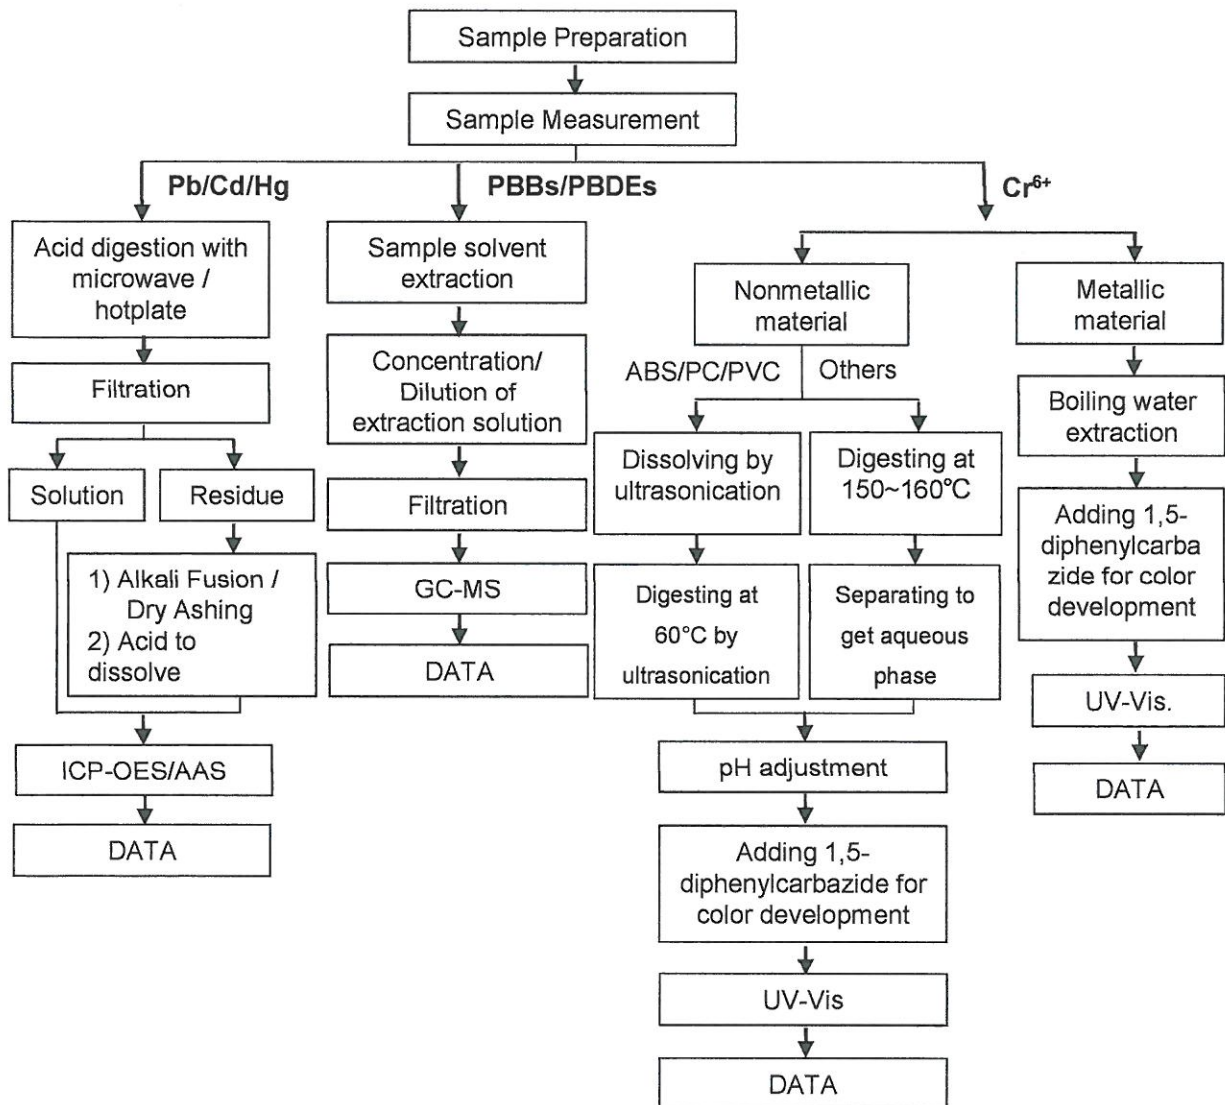 Sample Preparation
Sample Measurement
Pb/Cd/Hg
PBBs/PBDEs
Cr⁶⁺
Acid digestion with
microwave /
hotplate
Filtration
Solution
Residue
1) Alkali Fusion /
Dry Ashing
2) Acid to
dissolve
ICP-OES/AAS
DATA
Sample solvent
extraction
Concentration/
Dilution of
extraction solution
Filtration
GC-MS
DATA
Nonmetallic
material
ABS/PC/PVC
Others
Dissolving by
ultrasonication
Digesting at
60°C by
ultrasonication
Digesting at
150~160°C
Separating to
get aqueous
phase
pH adjustment
Adding 1,5-
diphenylcarbazide for
color development
UV-Vis
DATA
Metallic
material
Boiling water
extraction
Adding 1,5-
diphenylcarba
zide for color
development
UV-Vis.
DATA